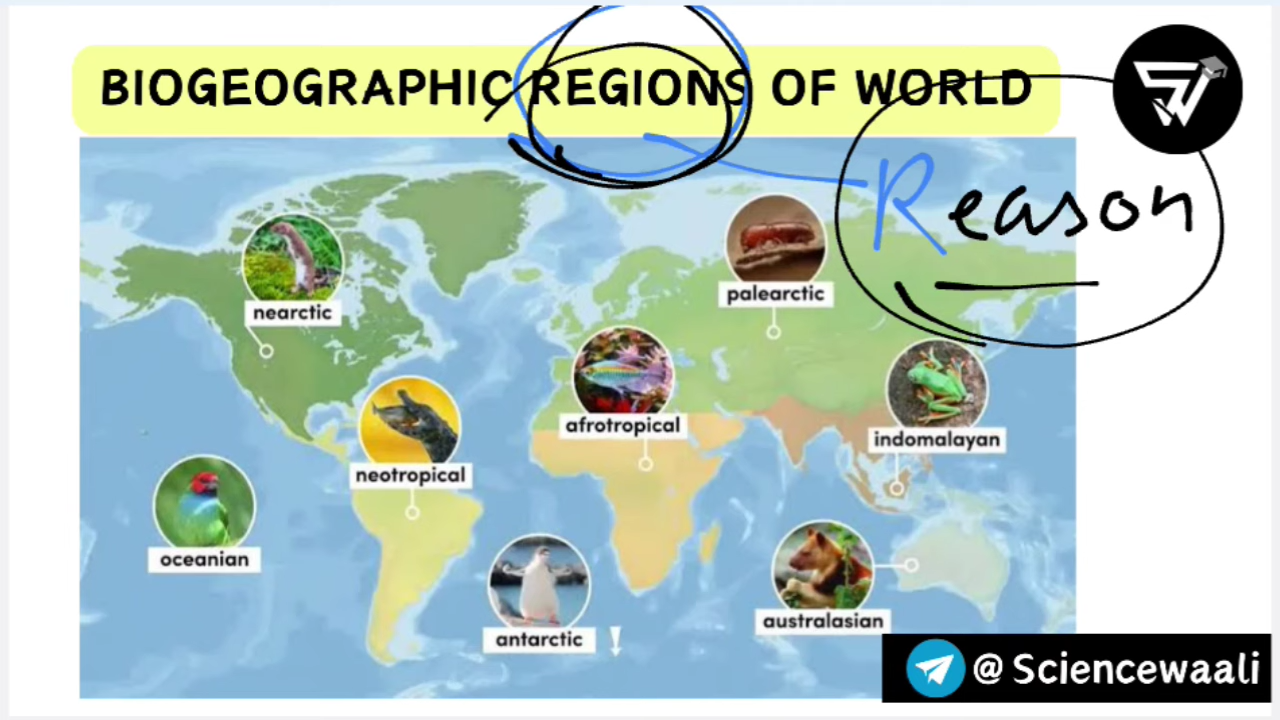 BIOGEOGRAPHIC REGIONS OF WORLD
Reason
nearctic
palearctic
afrotropical
indomalayan
neotropical
oceanian
antarctic
australasian
@ Sciencewaali